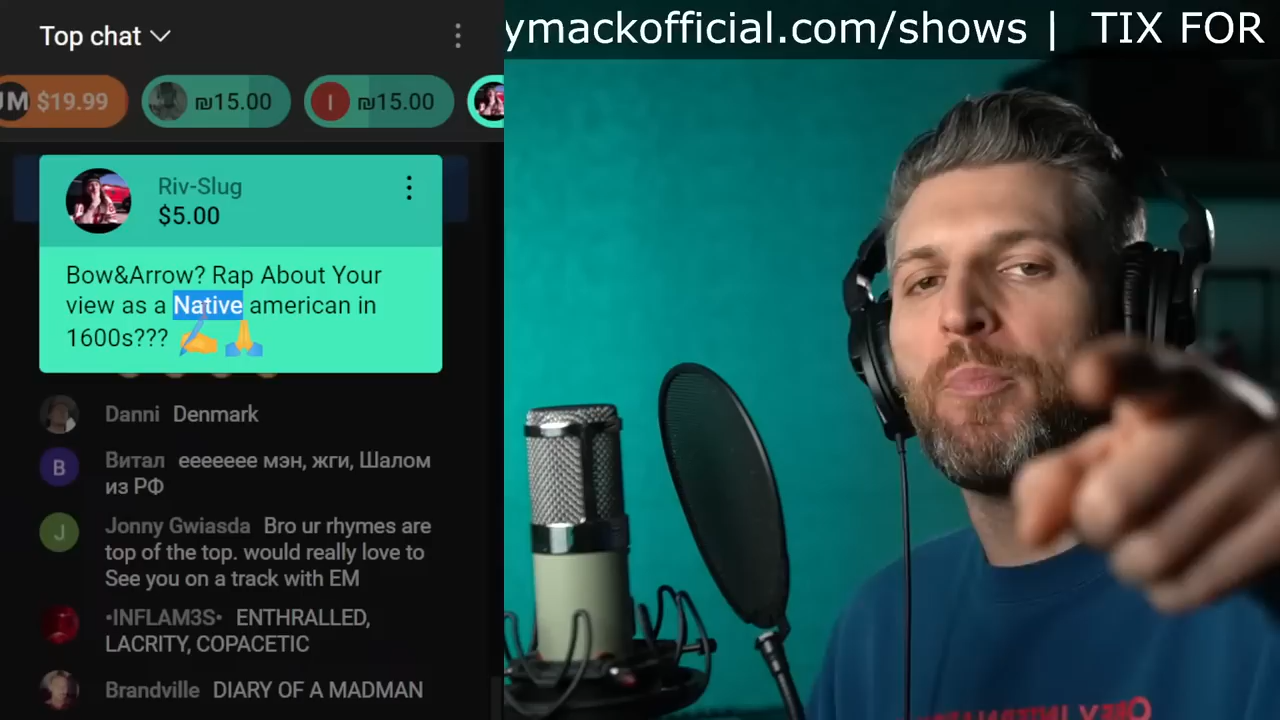 Top chat
ymackofficial.com/shows | TIX FOR
JM $19.99
₪15.00
I ₪15.00
Riv-Slug
$5.00
Bow&Arrow? Rap About Your
view as a Native american in
1600s???
Danni Denmark
B Витал eeeeeee мэн, жги, Шалом
из РФ
J Jonny Gwiasda Bro ur rhymes are
top of the top. would really love to
See you on a track with EM
•INFLAM3S• ENTHRALLED,
LACRITY, COPACETIC
Brandville DIARY OF A MADMAN